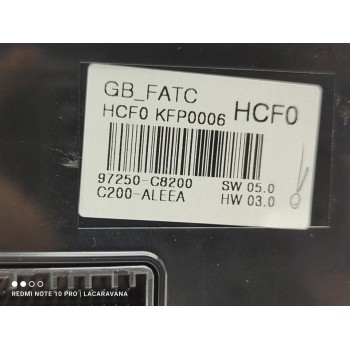 GB_FATC
HCF0 KFP0006 HCF0
97250-C8200 SW 05.0
C200-ALEEA HW 03.0
REDMI NOTE 10 PRO | LACARAVANA